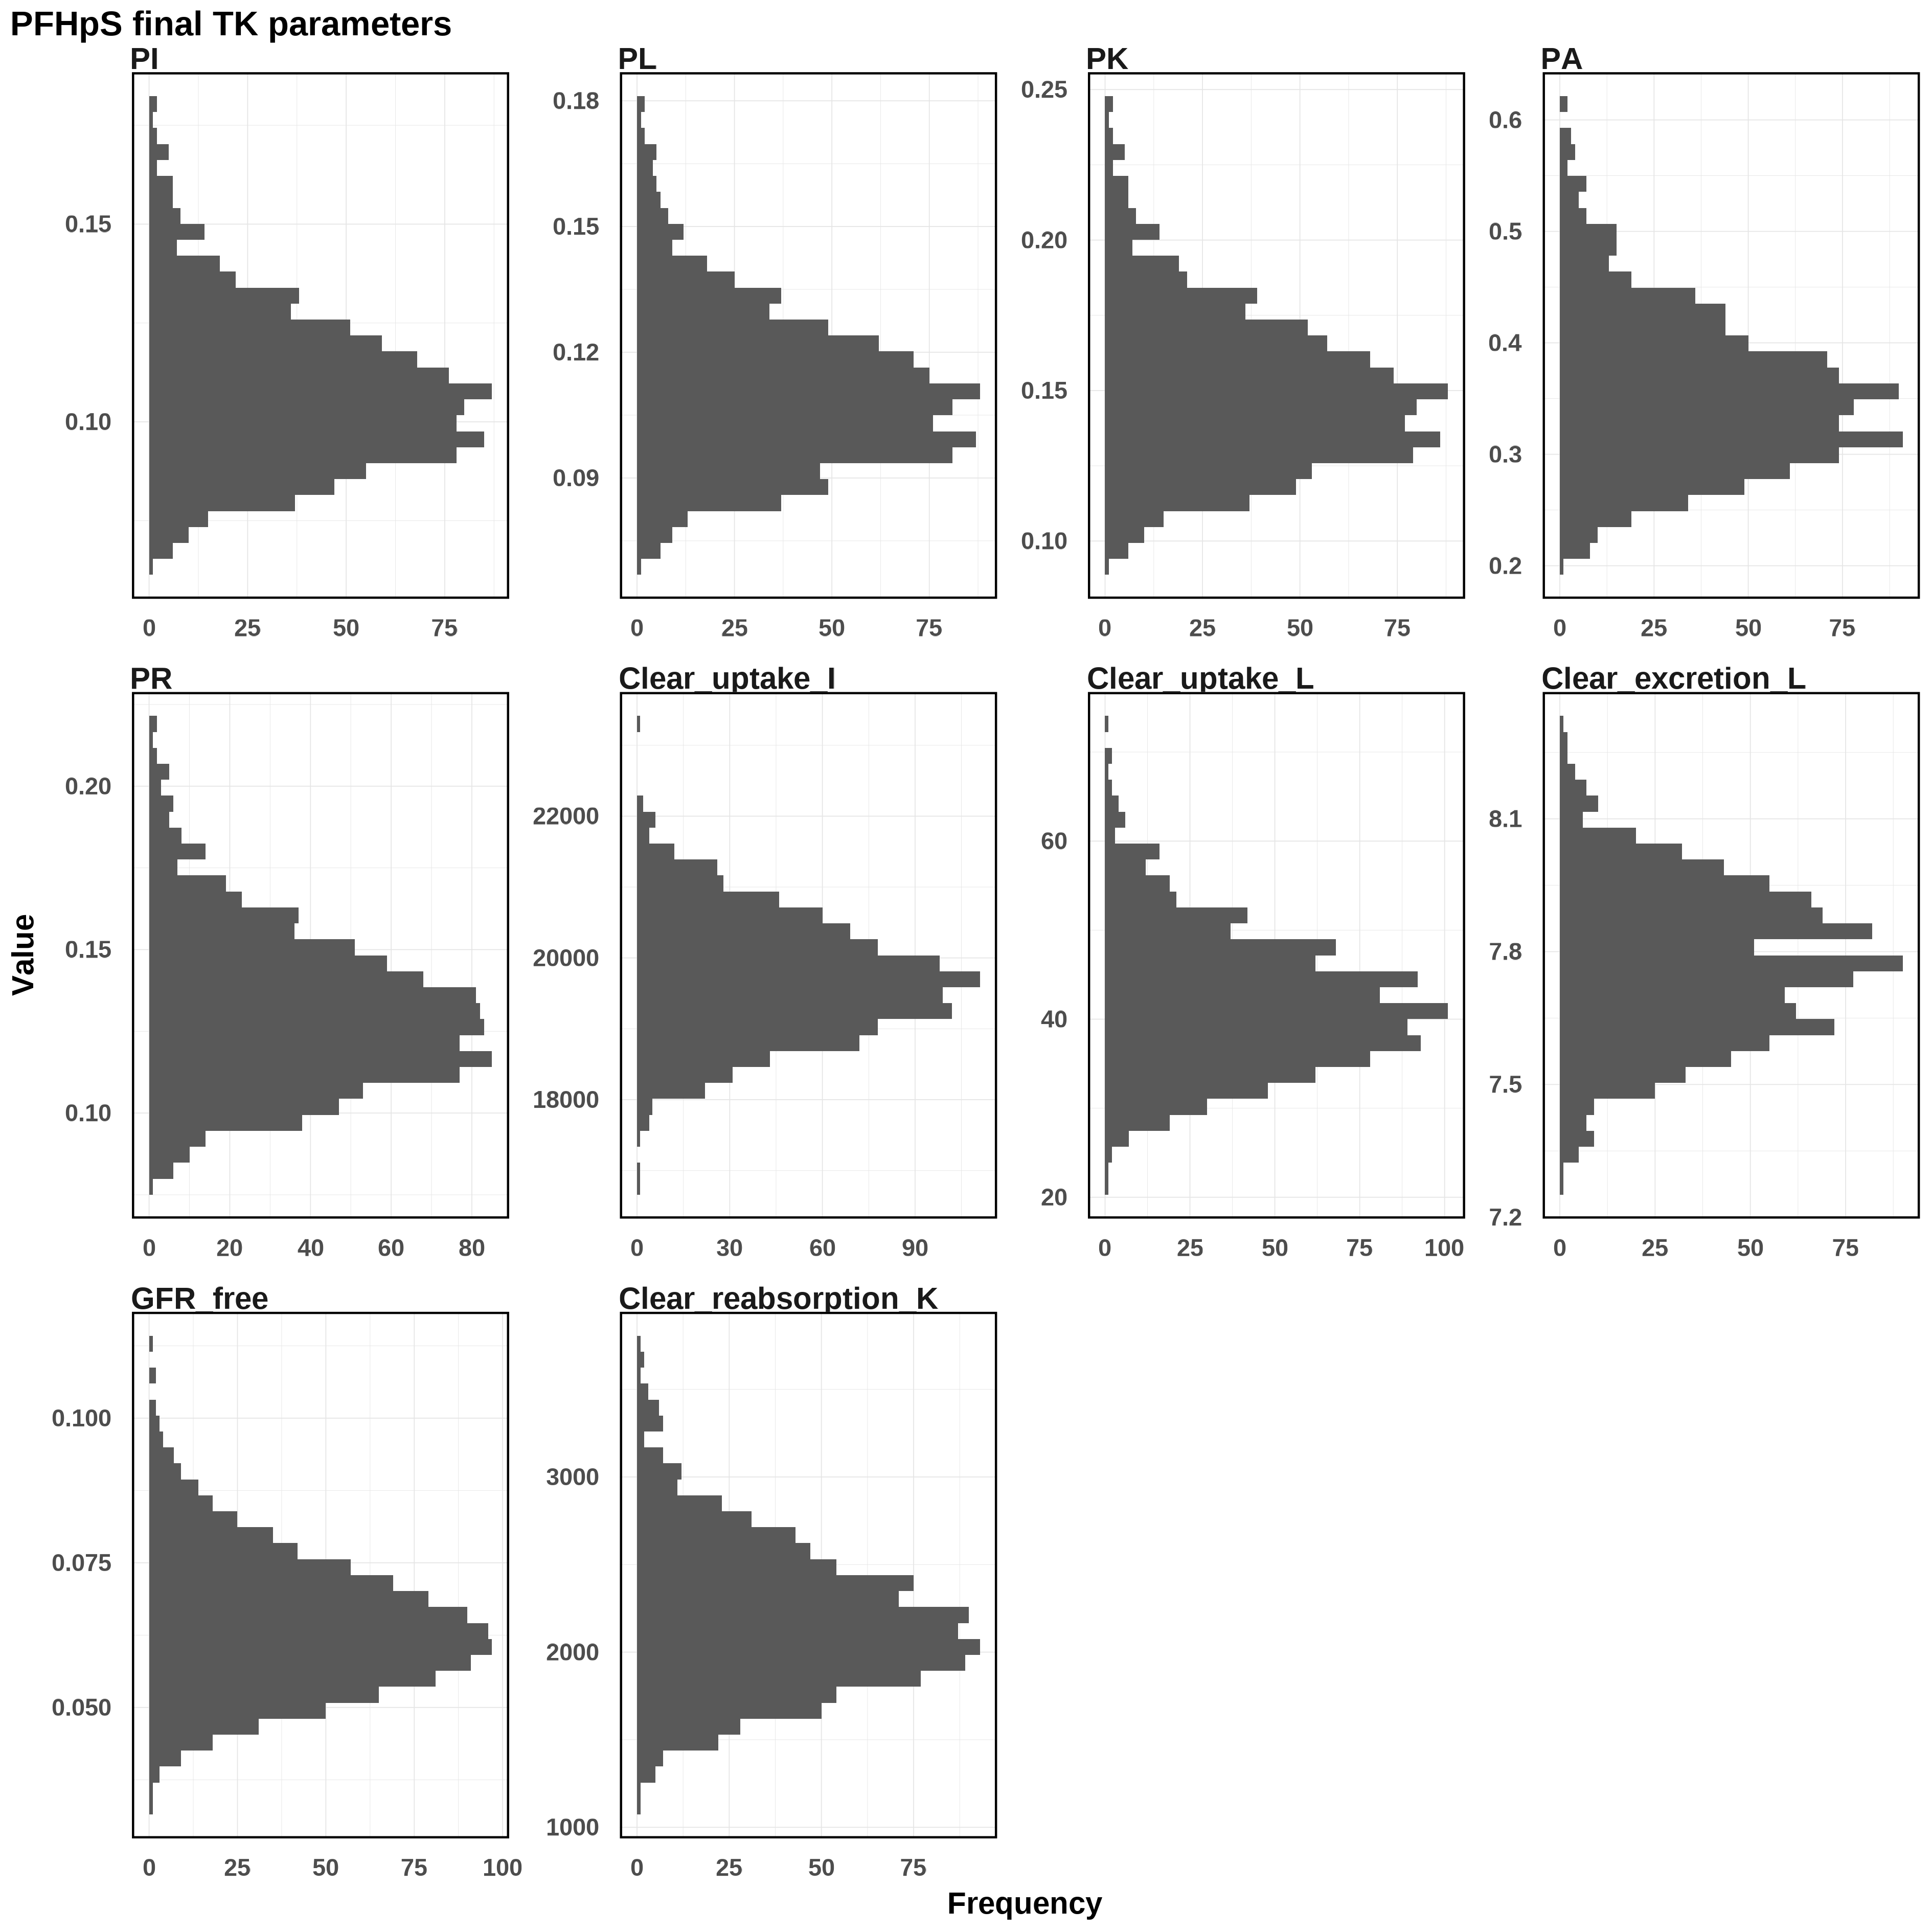 PFHpS final TK parameters
PI PL PK PA
0.15
0.10
0 25 50 75
0.18
0.15
0.12
0.09
0 25 50 75
0.25
0.20
0.15
0.10
0 25 50 75
0.6
0.5
0.4
0.3
0.2
0 25 50 75
PR Clear_uptake_I Clear_uptake_L Clear_excretion_L
Value
0.20
0.15
0.10
0 20 40 60 80
22000
20000
18000
0 30 60 90
60
40
20
0 25 50 75 100
8.1
7.8
7.5
7.2
0 25 50 75
GFR_free Clear_reabsorption_K
0.100
0.075
0.050
0 25 50 75 100
3000
2000
1000
0 25 50 75
Frequency